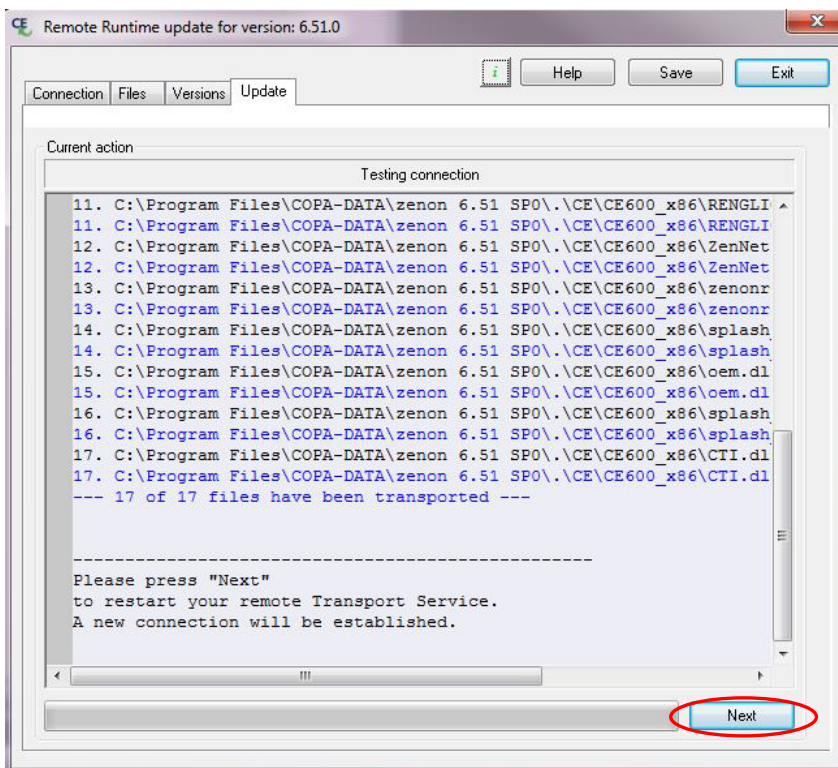 CE Remote Runtime update for version: 6.51.0
i Help Save Exit
Connection Files Versions Update
Current action
Testing connection
11. C:\Program Files\COPA-DATA\zenon 6.51 SP0\.\CE\CE600_x86\RENGLI
11. C:\Program Files\COPA-DATA\zenon 6.51 SP0\.\CE\CE600_x86\RENGLI
12. C:\Program Files\COPA-DATA\zenon 6.51 SP0\.\CE\CE600_x86\ZenNet
12. C:\Program Files\COPA-DATA\zenon 6.51 SP0\.\CE\CE600_x86\ZenNet
13. C:\Program Files\COPA-DATA\zenon 6.51 SP0\.\CE\CE600_x86\zenonr
13. C:\Program Files\COPA-DATA\zenon 6.51 SP0\.\CE\CE600_x86\zenonr
14. C:\Program Files\COPA-DATA\zenon 6.51 SP0\.\CE\CE600_x86\splash_
14. C:\Program Files\COPA-DATA\zenon 6.51 SP0\.\CE\CE600_x86\splash_
15. C:\Program Files\COPA-DATA\zenon 6.51 SP0\.\CE\CE600_x86\oem.dl
15. C:\Program Files\COPA-DATA\zenon 6.51 SP0\.\CE\CE600_x86\oem.dl
16. C:\Program Files\COPA-DATA\zenon 6.51 SP0\.\CE\CE600_x86\splash_
16. C:\Program Files\COPA-DATA\zenon 6.51 SP0\.\CE\CE600_x86\splash_
17. C:\Program Files\COPA-DATA\zenon 6.51 SP0\.\CE\CE600_x86\CTI.dl
17. C:\Program Files\COPA-DATA\zenon 6.51 SP0\.\CE\CE600_x86\CTI.dl
--- 17 of 17 files have been transported ---
--------------------------------------------------
Please press "Next"
to restart your remote Transport Service.
A new connection will be established.
Next